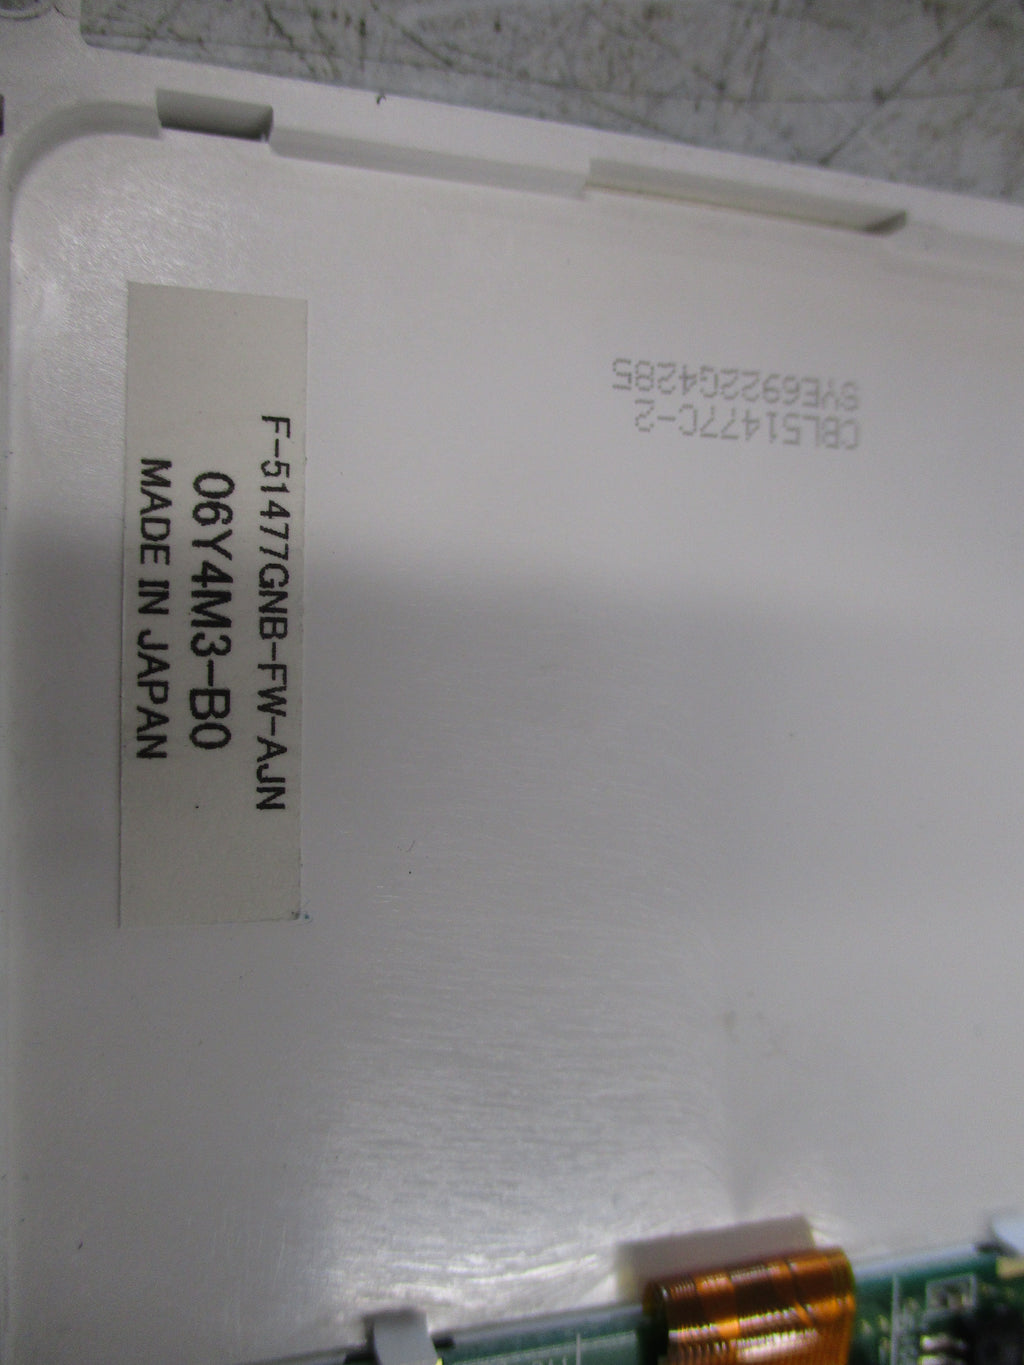 F-51477GNB-FW-AJN
06Y4M3-B0
MADE IN JAPAN
CBL51477C-2
SYE6922G4285